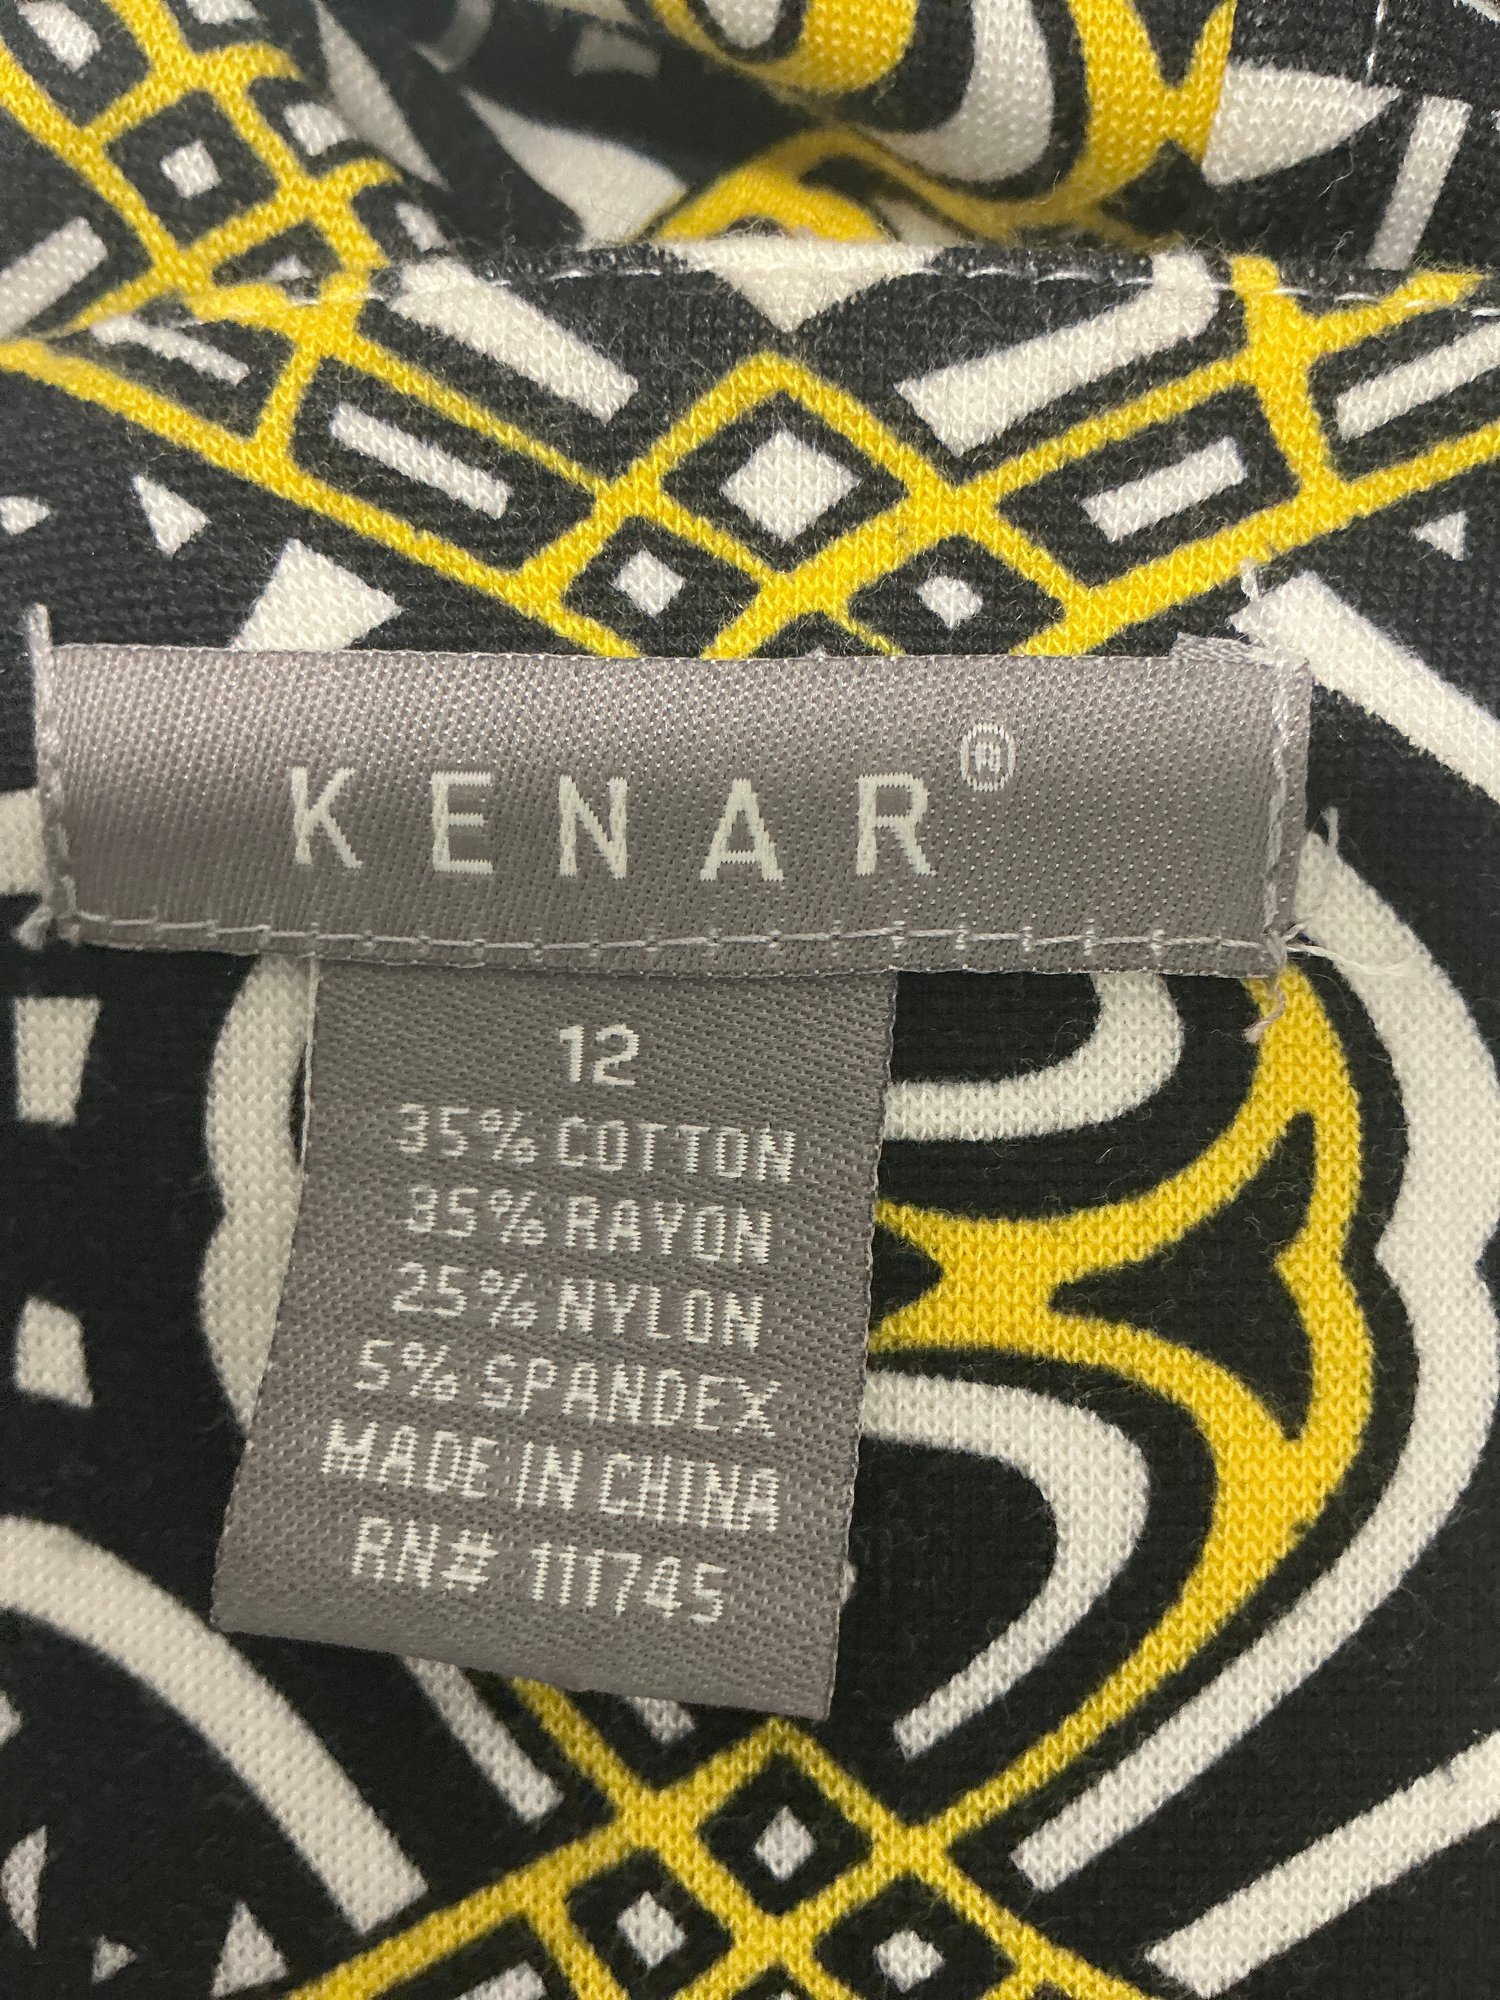 KENAR®
12
35% COTTON
35% RAYON
25% NYLON
5% SPANDEX
MADE IN CHINA
RN# 111745